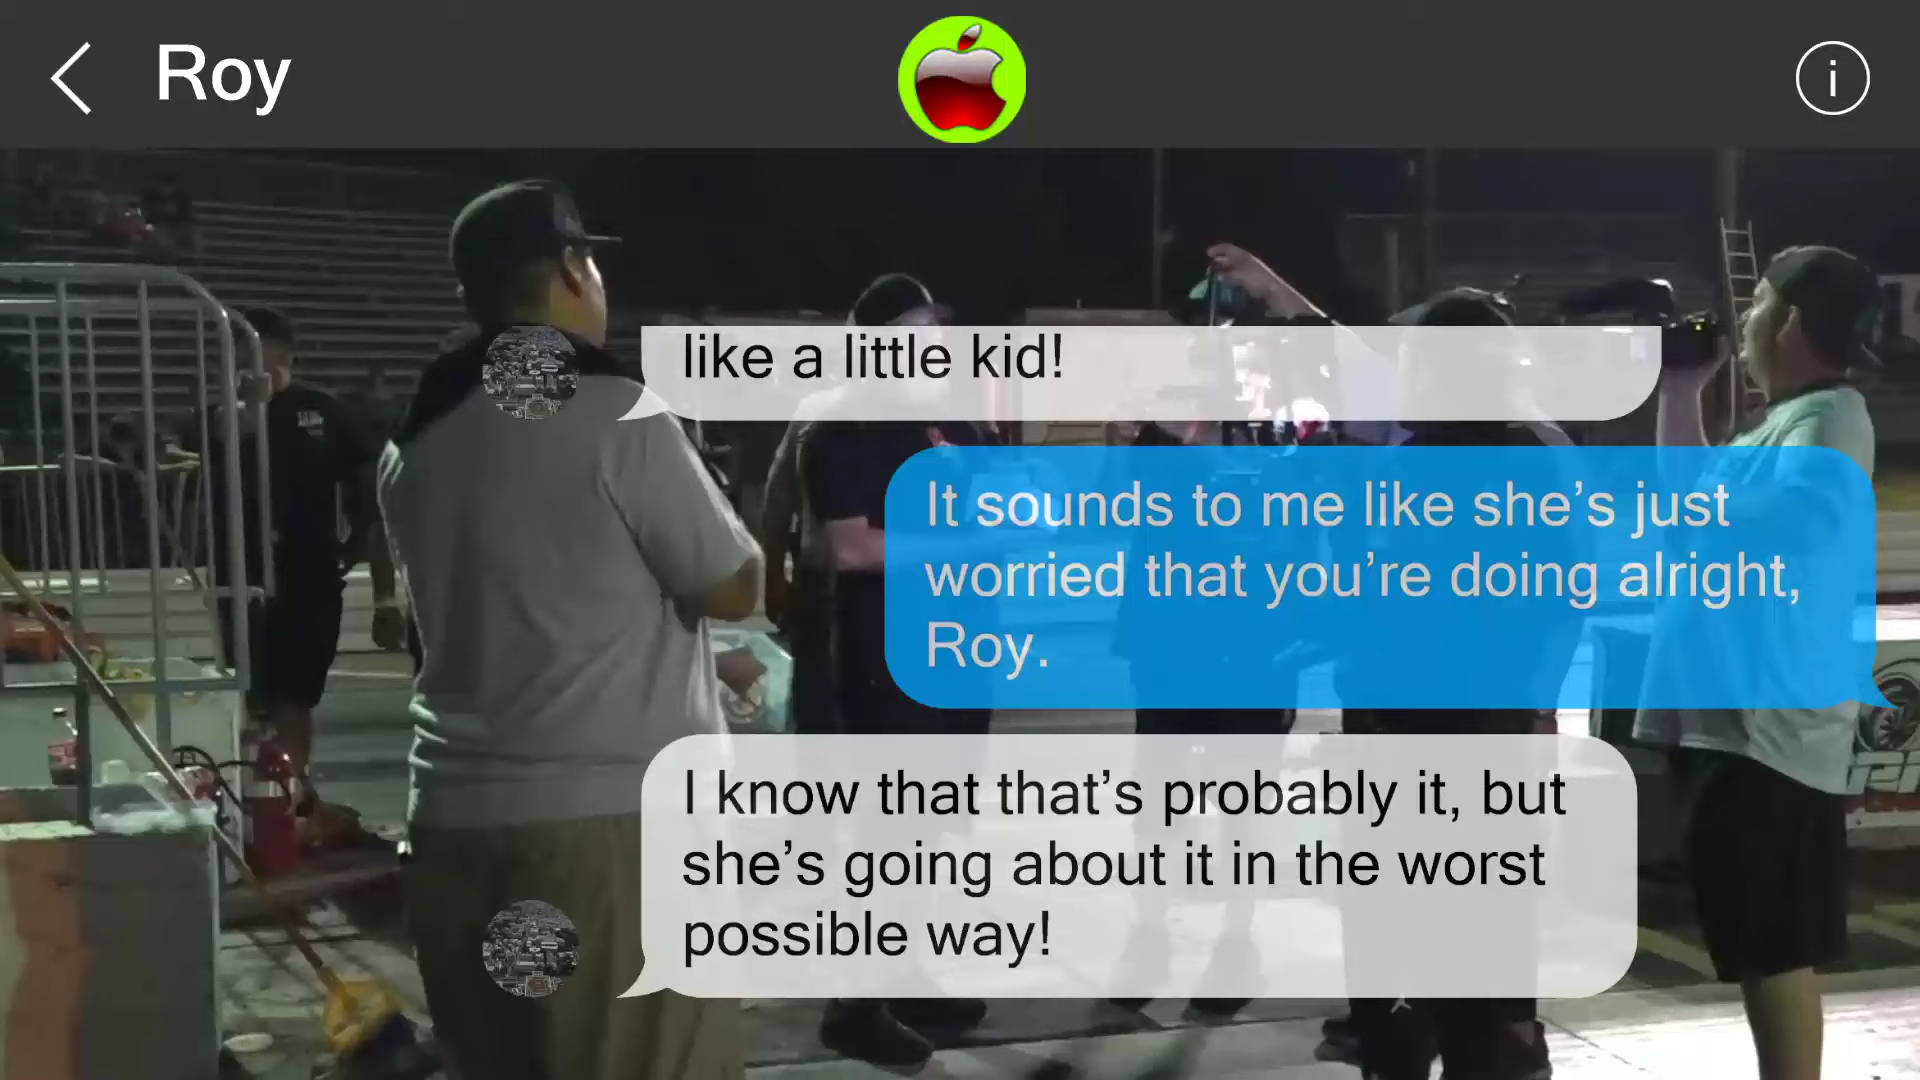 Roy
i
like a little kid!
It sounds to me like she’s just
worried that you’re doing alright,
Roy.
I know that that’s probably it, but
she’s going about it in the worst
possible way!